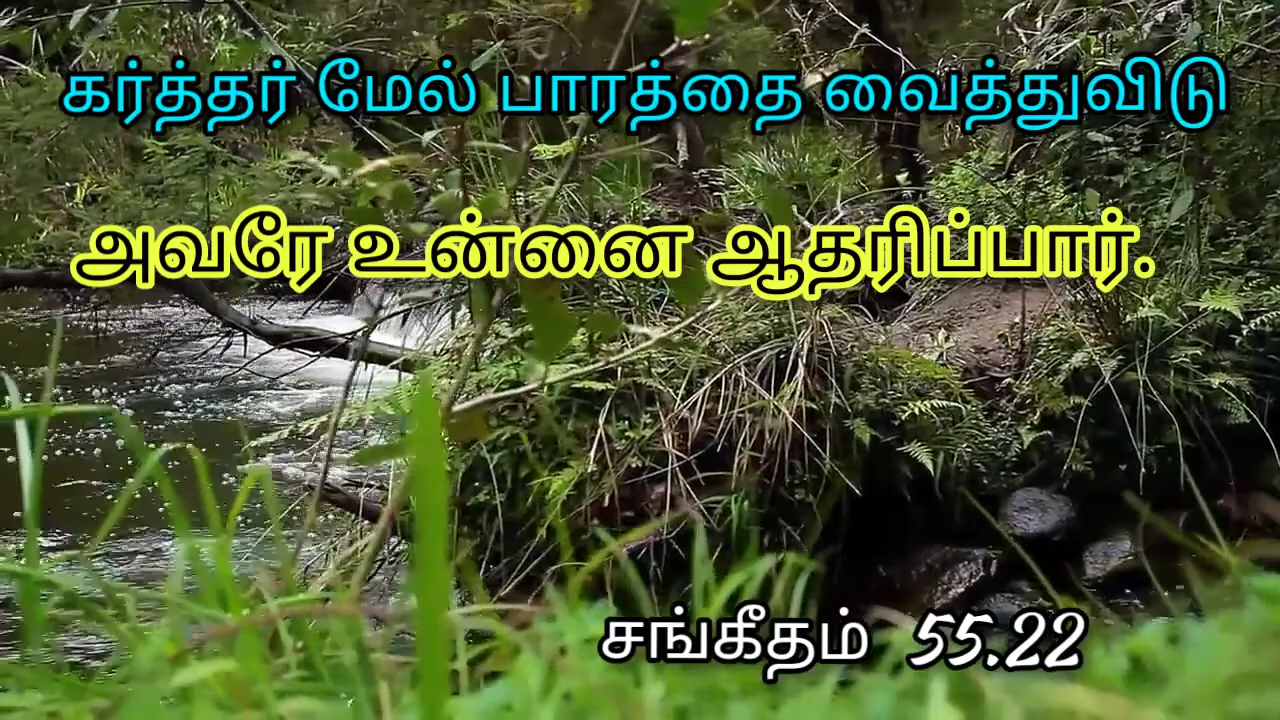 கர்த்தர் மேல் பாரத்தை வைத்துவிடு
அவரே உன்னை ஆதரிப்பார்.
சங்கீதம் 55.22